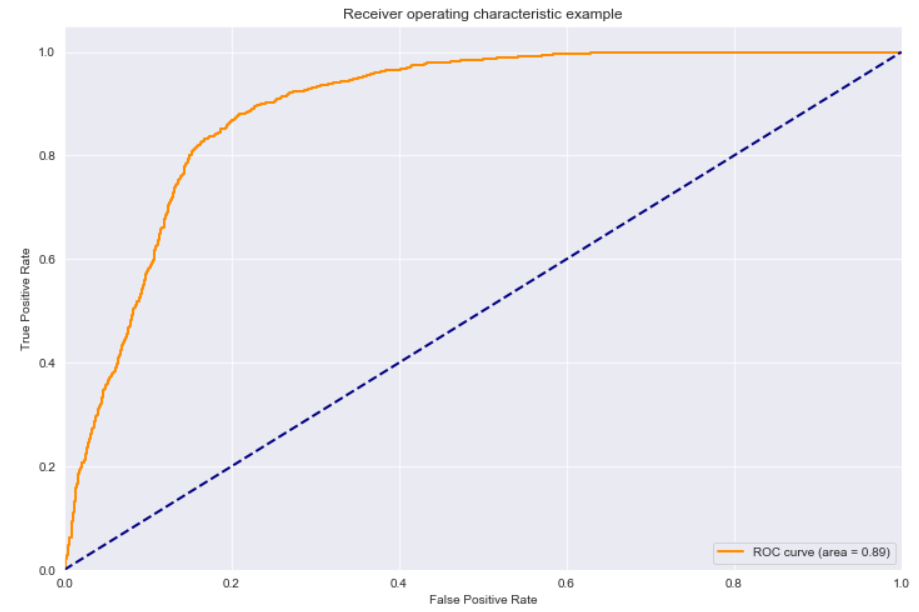 Receiver operating characteristic example
1.0
0.8
0.6
0.4
0.2
0.0
True Positive Rate
ROC curve (area = 0.89)
0.0 0.2 0.4 0.6 0.8 1.0
False Positive Rate